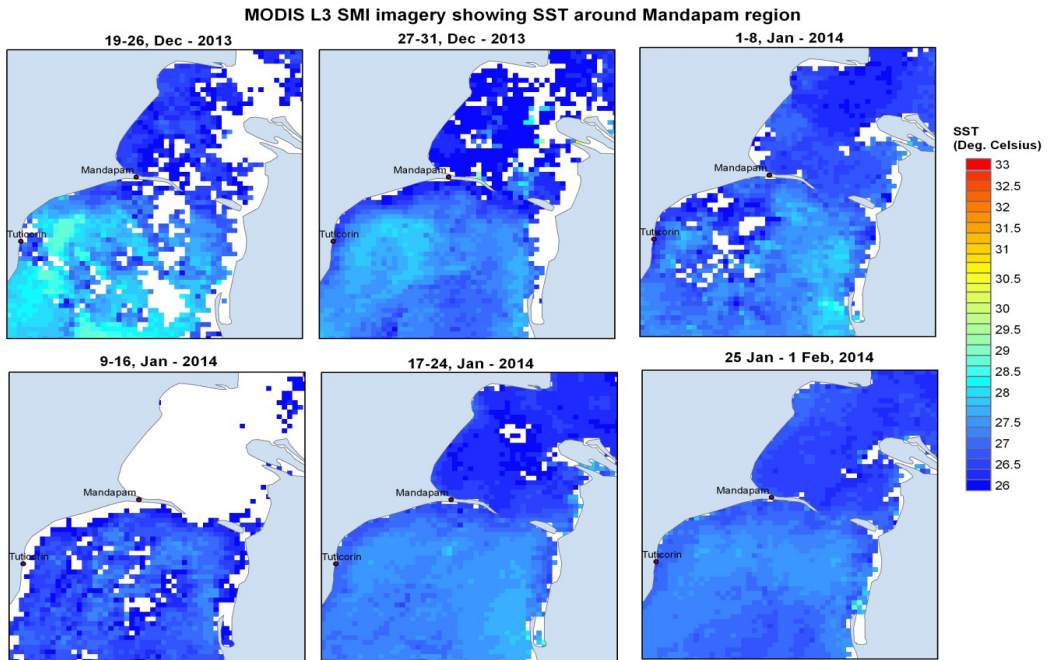 MODIS L3 SMI imagery showing SST around Mandapam region
19-26, Dec - 2013
27-31, Dec - 2013
1-8, Jan - 2014
Mandapam
Tuticorin
Mandapam
Tuticorin
Mandapam
Tuticorin
SST
(Deg. Celsius)
33
32.5
32
31.5
31
30.5
30
29.5
29
28.5
28
27.5
27
26.5
26
9-16, Jan - 2014
17-24, Jan - 2014
25 Jan - 1 Feb, 2014
Mandapam
Tuticorin
Mandapam
Tuticorin
Mandapam
Tuticorin